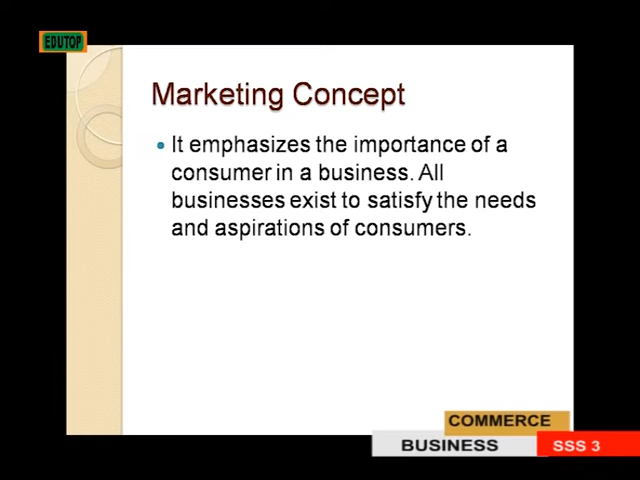 EDUTOP
Marketing Concept
It emphasizes the importance of a
consumer in a business. All
businesses exist to satisfy the needs
and aspirations of consumers.
COMMERCE
BUSINESS
SSS 3